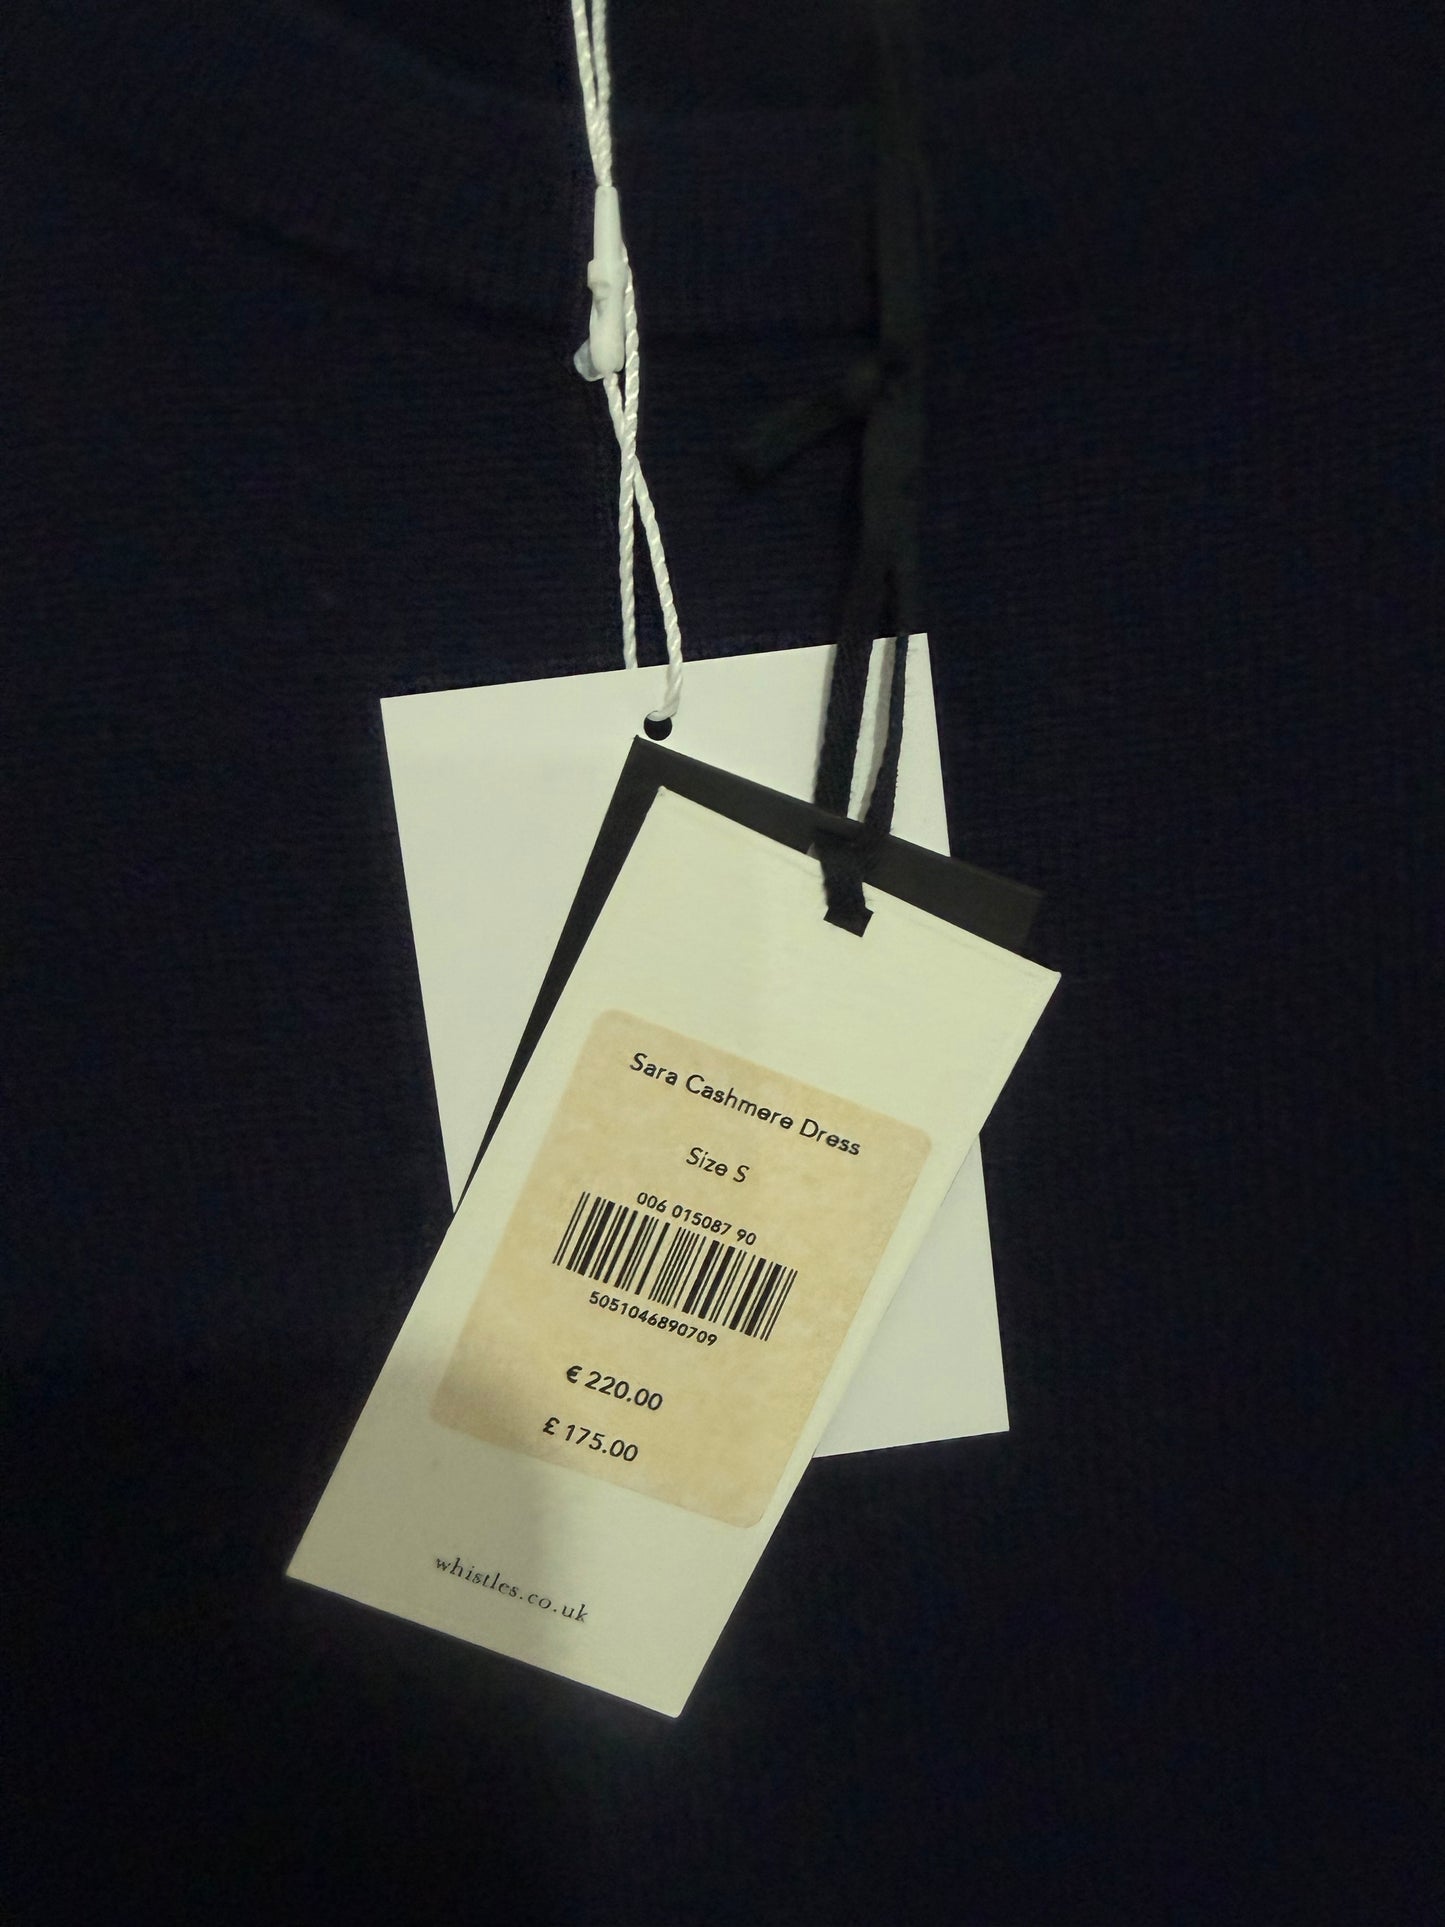 Sara Cashmere Dress
Size S
006 015087 90
5051046890709
€ 220.00
£ 175.00
whistles.co.uk